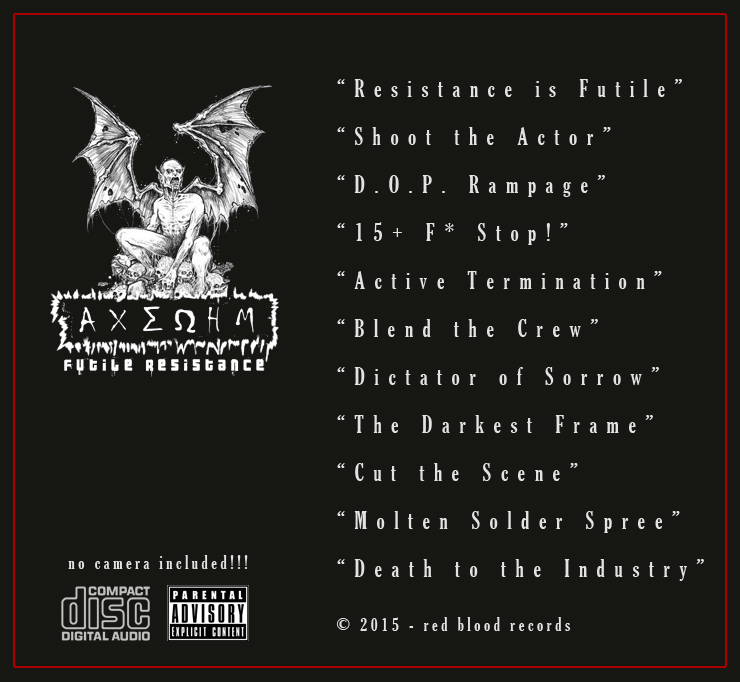 “Resistance is Futile”
“Shoot the Actor”
“D.O.P. Rampage”
“15+ F* Stop!”
“Active Termination”
“Blend the Crew”
“Dictator of Sorrow”
“The Darkest Frame”
“Cut the Scene”
“Molten Solder Spree”
“Death to the Industry”
© 2015 - red blood records
ΑΧΣΩΗΜ
Futile Resistance
no camera included!!!
COMPACT
disc
DIGITAL AUDIO
PARENTAL
ADVISORY
EXPLICIT CONTENT